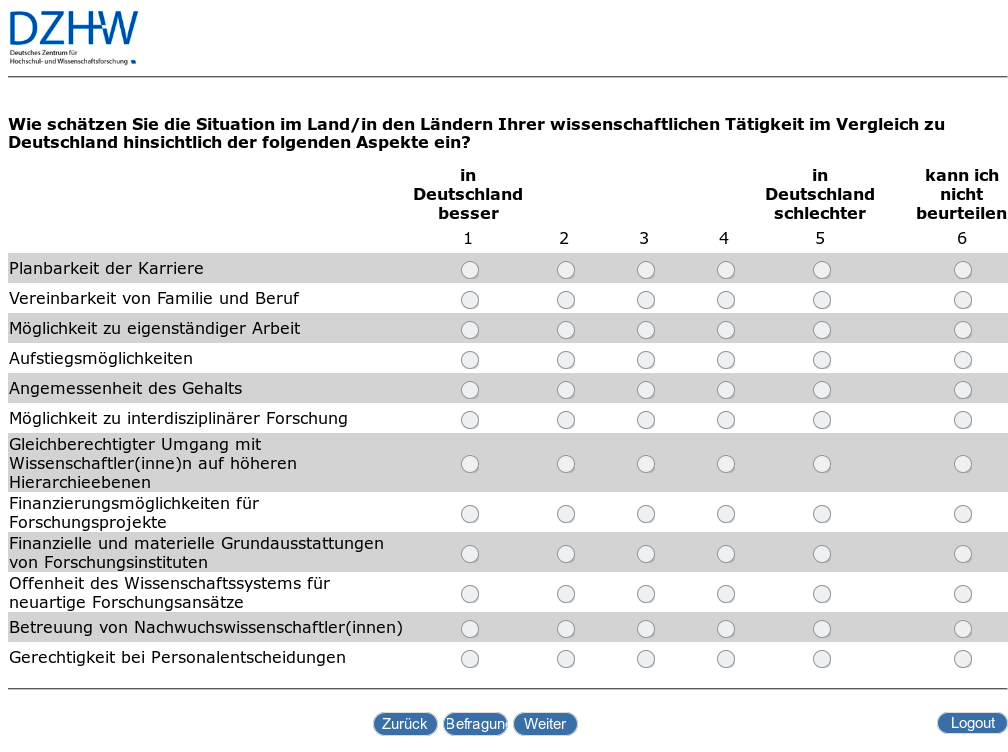 DZHW
Deutsches Zentrum für
Hochschul- und Wissenschaftsforschung
Wie schätzen Sie die Situation im Land/in den Ländern Ihrer wissenschaftlichen Tätigkeit im Vergleich zu
Deutschland hinsichtlich der folgenden Aspekte ein?
in
Deutschland
besser
in
Deutschland
schlechter
kann ich
nicht
beurteilen
1 2 3 4 5 6
Planbarkeit der Karriere
Vereinbarkeit von Familie und Beruf
Möglichkeit zu eigenständiger Arbeit
Aufstiegsmöglichkeiten
Angemessenheit des Gehalts
Möglichkeit zu interdisziplinärer Forschung
Gleichberechtigter Umgang mit
Wissenschaftler(inne)n auf höheren
Hierarchieebenen
Finanzierungsmöglichkeiten für
Forschungsprojekte
Finanzielle und materielle Grundausstattungen
von Forschungsinstituten
Offenheit des Wissenschaftssystems für
neuartige Forschungsansätze
Betreuung von Nachwuchswissenschaftler(innen)
Gerechtigkeit bei Personalentscheidungen
Zurück Befragun Weiter Logout